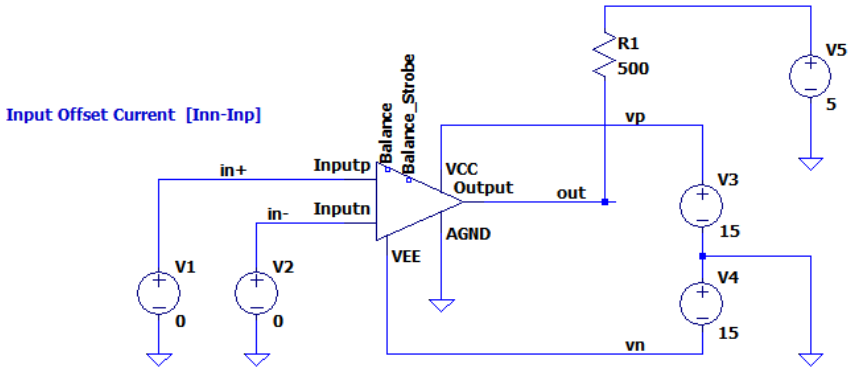 R1
500
V5
5
Input Offset Current [Inn-Inp]
Balance
Balance_Strobe
vp
in+
Inputp
VCC
Output
out
V3
15
in-
Inputn
AGND
VEE
V1
0
V2
0
V4
15
vn